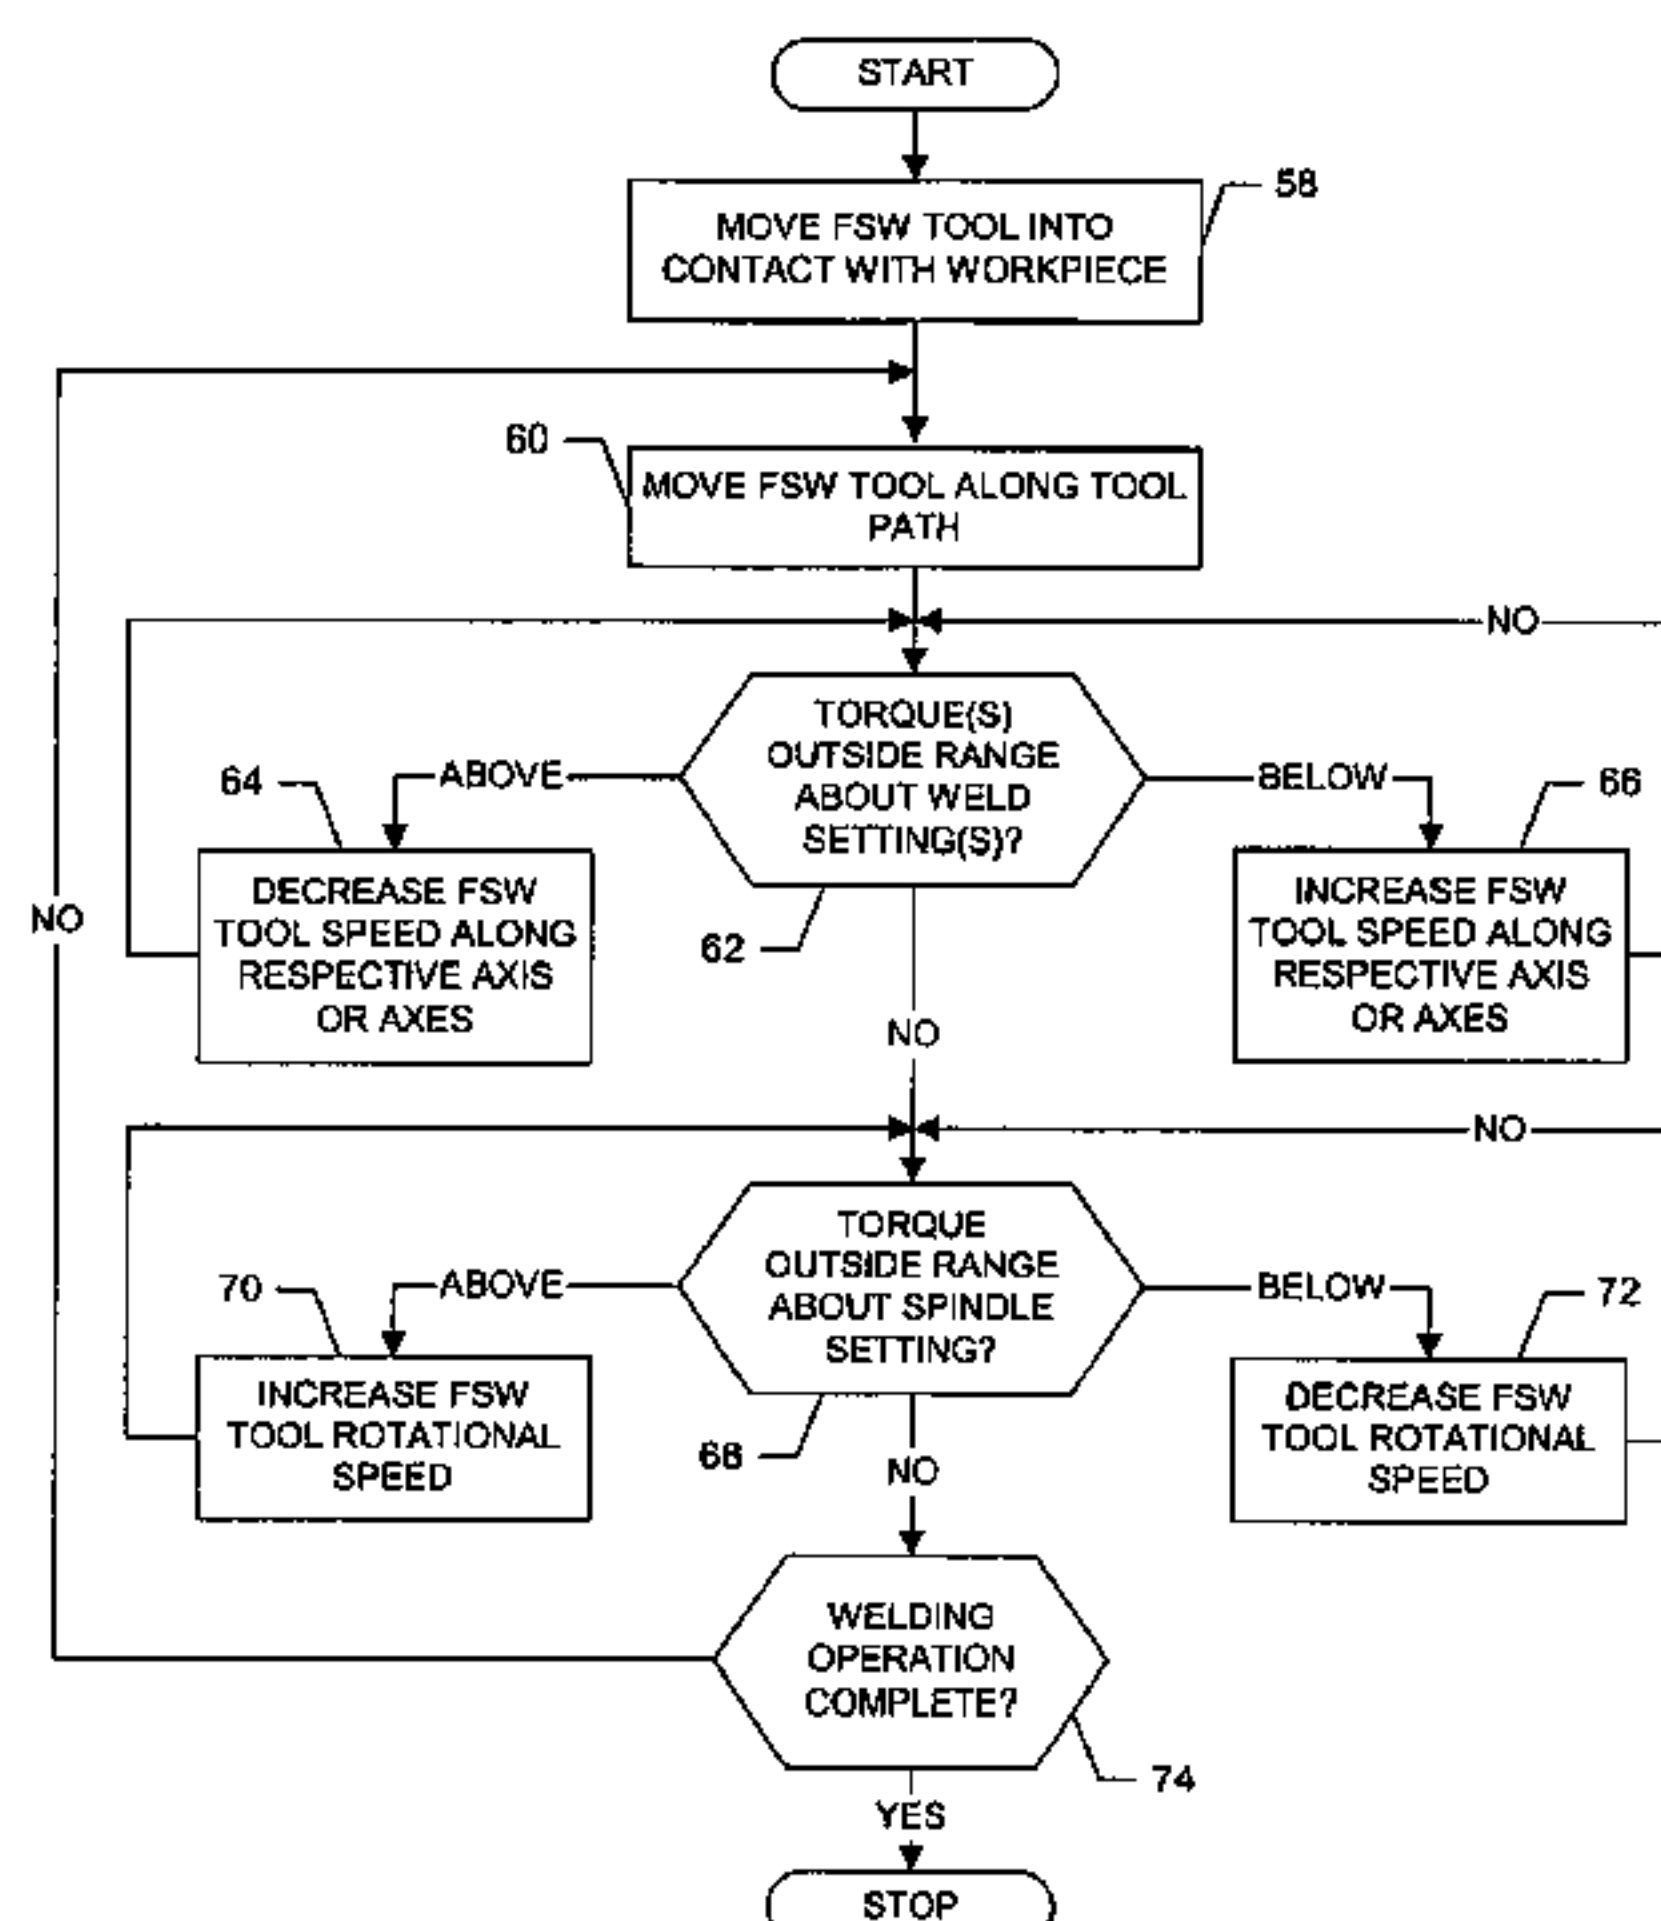 START
58
MOVE FSW TOOL INTO
CONTACT WITH WORKPIECE
60
MOVE FSW TOOL ALONG TOOL
PATH
NO
TORQUE(S)
OUTSIDE RANGE
ABOUT WELD
SETTING(S)?
64
ABOVE
BELOW
66
DECREASE FSW
TOOL SPEED ALONG
RESPECTIVE AXIS
OR AXES
NO
62
INCREASE FSW
TOOL SPEED ALONG
RESPECTIVE AXIS
OR AXES
NO
NO
TORQUE
OUTSIDE RANGE
ABOUT SPINDLE
SETTING?
70
ABOVE
BELOW
72
INCREASE FSW
TOOL ROTATIONAL
SPEED
68
NO
DECREASE FSW
TOOL ROTATIONAL
SPEED
WELDING
OPERATION
COMPLETE?
74
YES
STOP